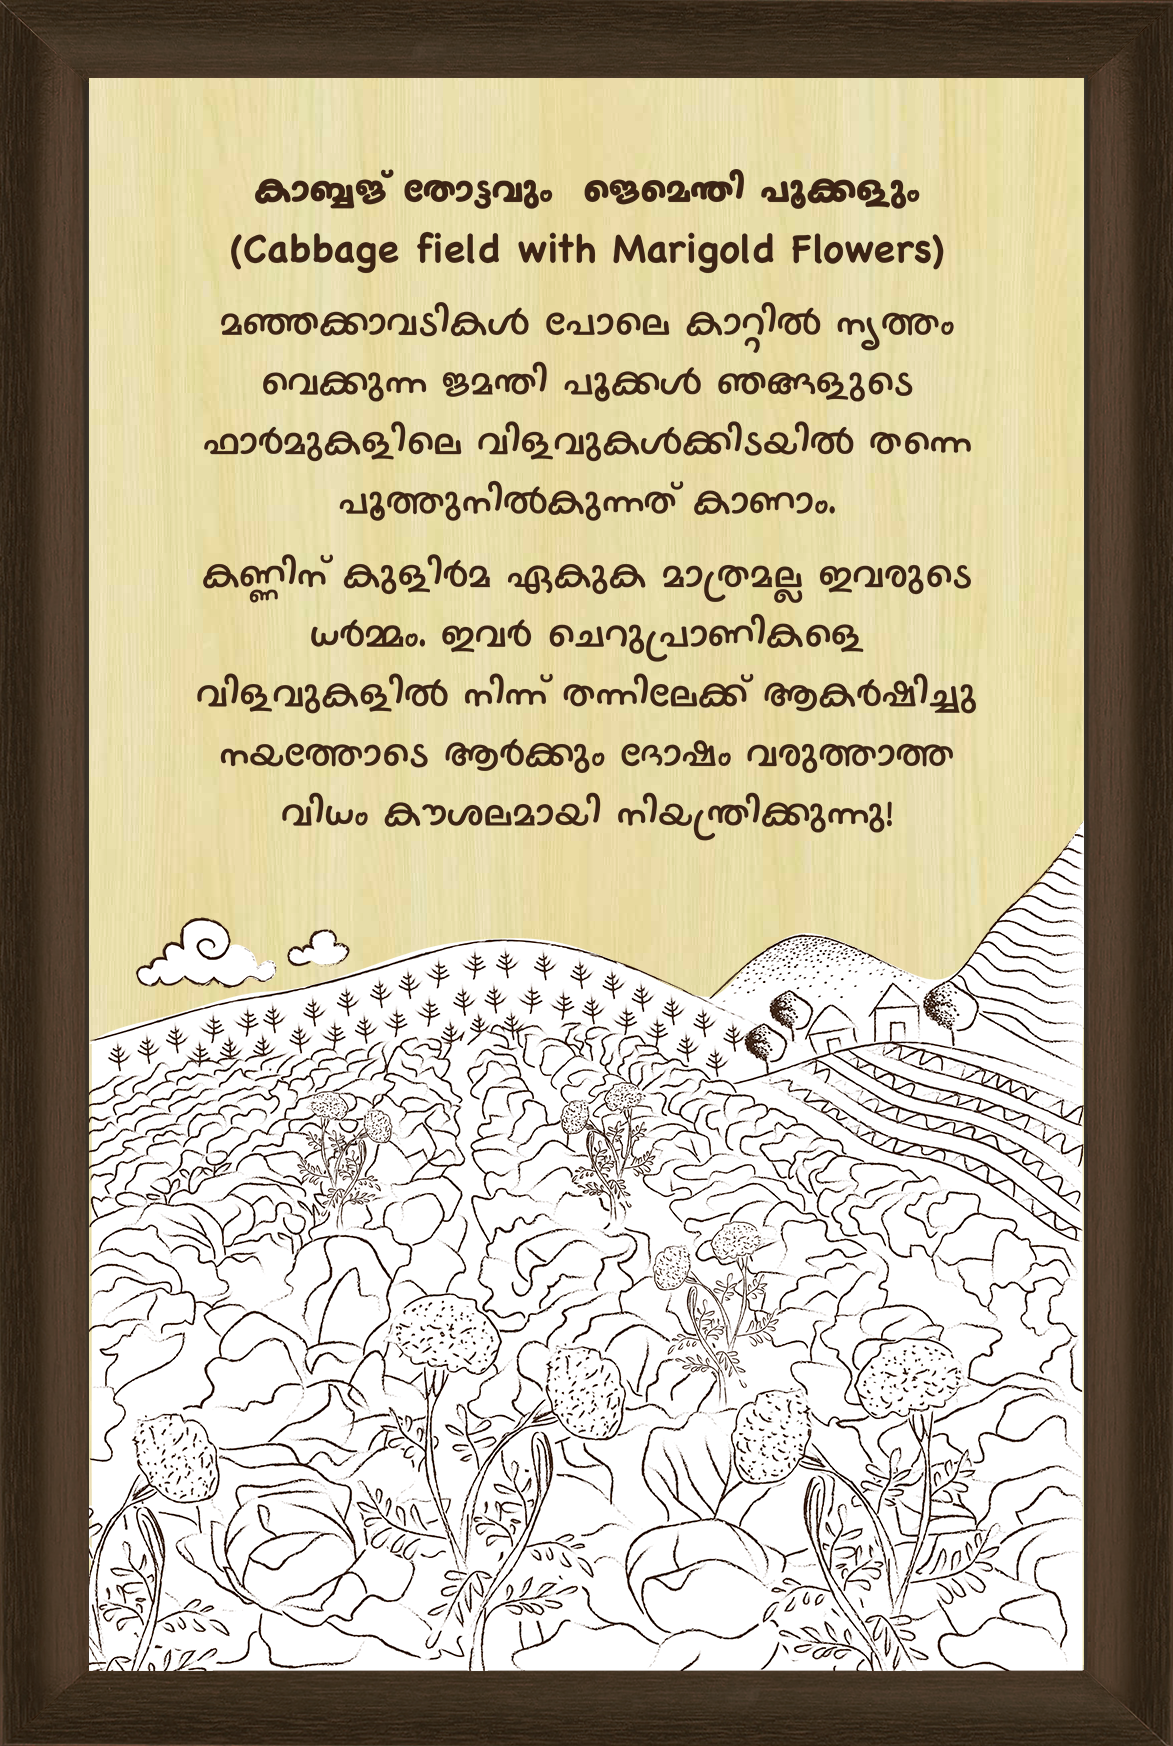 കാബ്ബജ് തോട്ടവും ജെമെന്തി പൂക്കളും
(Cabbage field with Marigold Flowers)
മഞ്ഞക്കാവടികൾ പോലെ കാറ്റിൽ നൃത്തം
വെക്കുന്ന ജമന്തി പൂക്കൾ ഞങ്ങളുടെ
ഫാർമുകളിലെ വിളവുകൾക്കിടയിൽ തന്നെ
പൂത്തുനിൽകുന്നത് കാണാം.
കണ്ണിന് കുളിർമ ഏകുക മാത്രമല്ല ഇവരുടെ
ധർമ്മം. ഇവർ ചെറുപ്രാണികളെ
വിളവുകളിൽ നിന്ന് തന്നിലേക്ക് ആകർഷിച്ചു
നയത്തോടെ ആർക്കും ദോഷം വരുത്താത്ത
വിധം കൗശലമായി നിയന്ത്രിക്കുന്നു!